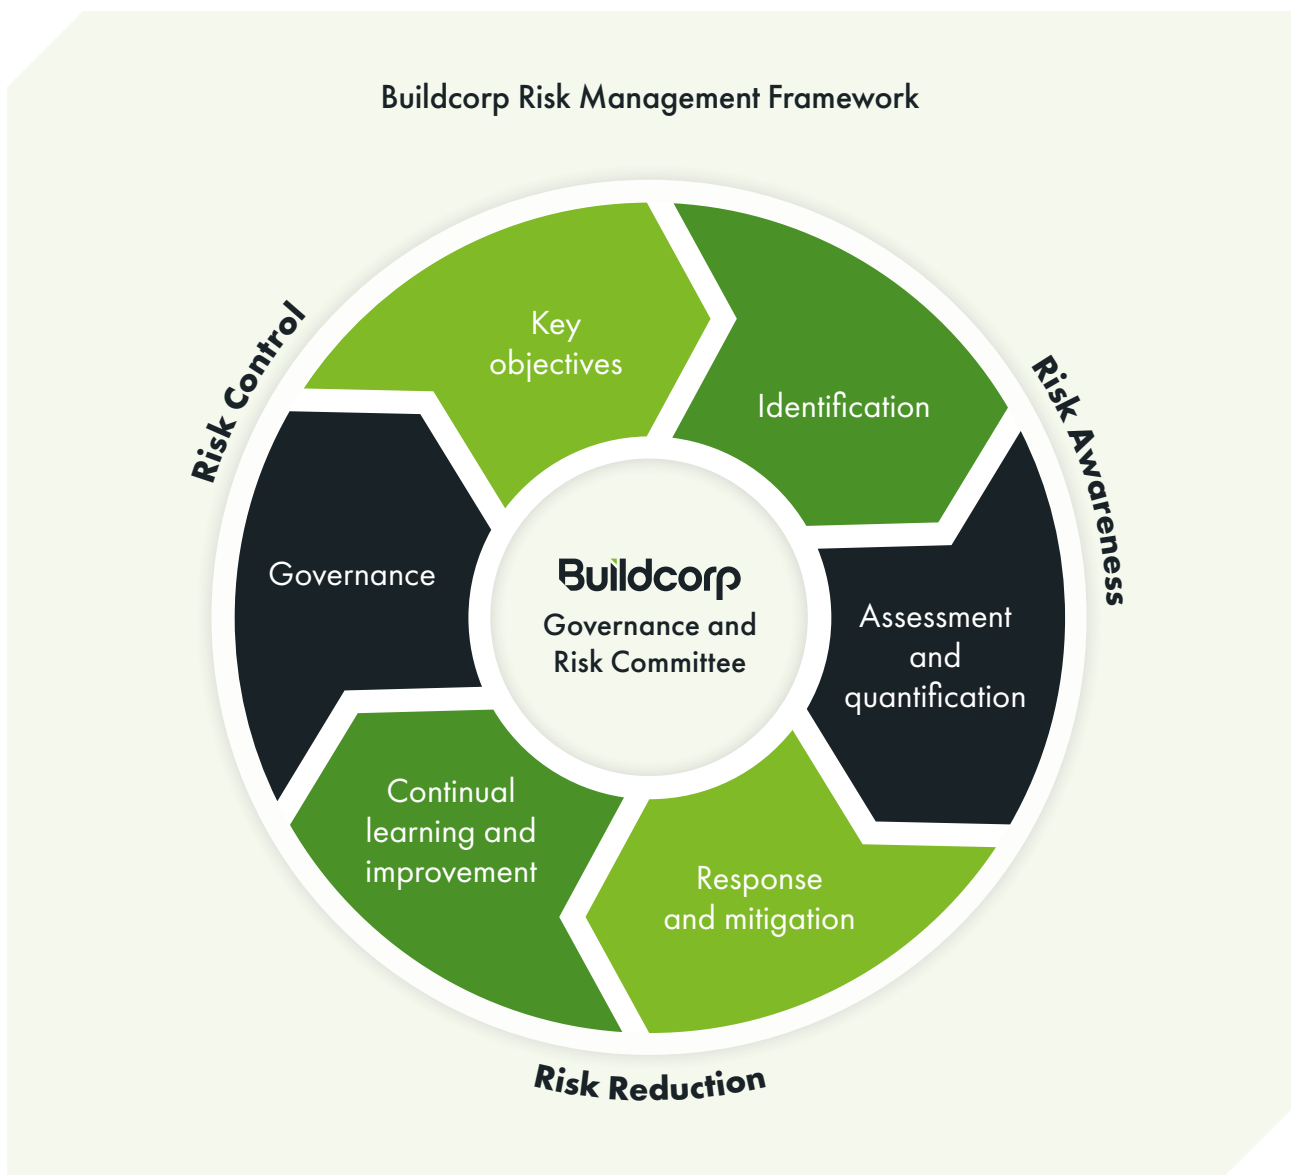 Buildcorp Risk Management Framework
Key
objectives
Identification
Risk Control
Risk Awareness
Governance
Buildcorp
Governance and
Risk Committee
Assessment
and
quantification
Continual
learning and
improvement
Response
and mitigation
Risk Reduction